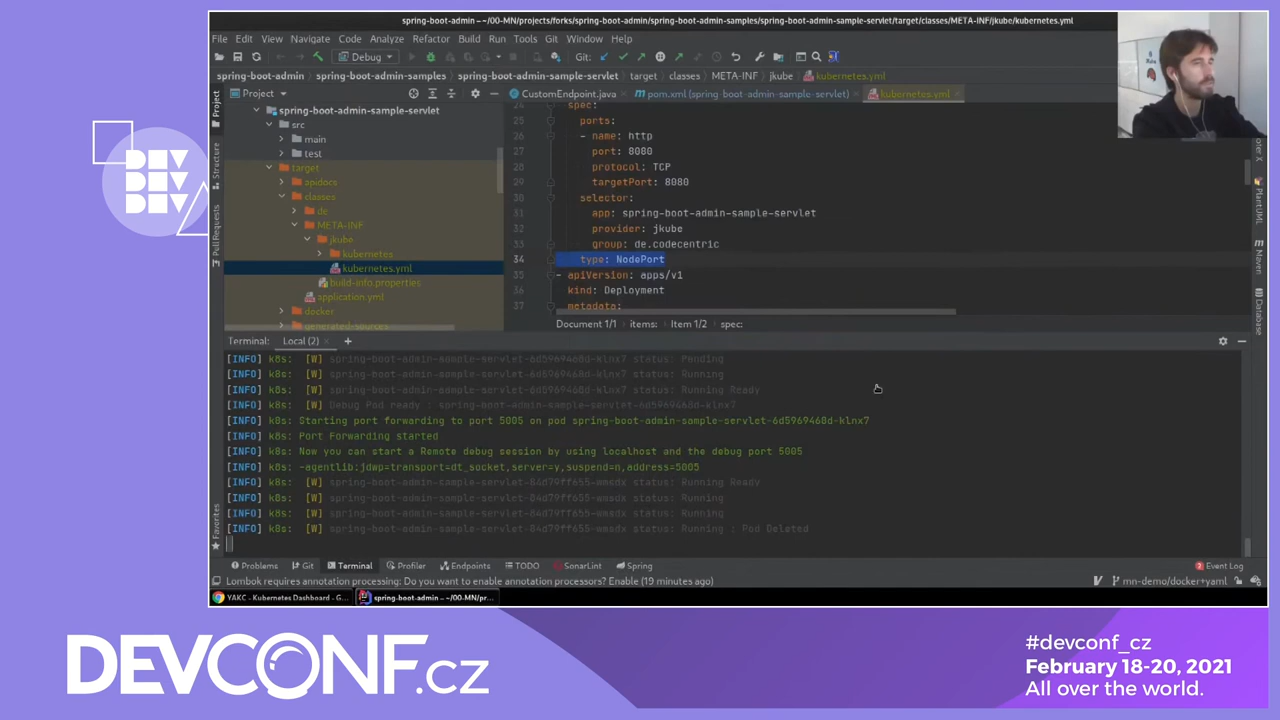 spring-boot-admin – ~/00-MN/projects/forks/spring-boot-admin/spring-boot-admin-samples/spring-boot-admin-sample-servlet/target/classes/META-INF/jkube/kubernetes.yml
File Edit View Navigate Code Analyze Refactor Build Run Tools Git Window Help
Debug Git:
spring-boot-admin spring-boot-admin-samples spring-boot-admin-sample-servlet target classes META-INF jkube kubernetes.yml
Project
CustomEndpoint.java pom.xml (spring-boot-admin-sample-servlet) kubernetes.yml
Project
Structure
Pull Requests
Favorites
spring-boot-admin-sample-servlet
src
main
test
target
apidocs
classes
de
META-INF
jkube
kubernetes
kubernetes.yml
build-info.properties
application.yml
docker
generated-sources
24 spec:
25 ports:
26 - name: http
27 port: 8080
28 protocol: TCP
29 targetPort: 8080
30 selector:
31 app: spring-boot-admin-sample-servlet
32 provider: jkube
33 group: de.codecentric
34 type: NodePort
35 - apiVersion: apps/v1
36 kind: Deployment
37 metadata:
Document 1/1 items: Item 1/2 spec:
PlantUML
Maven
Database
Terminal: Local (2) +
[INFO] k8s: [W] spring-boot-admin-sample-servlet-6d5969468d-klnx7 status: Pending
[INFO] k8s: [W] spring-boot-admin-sample-servlet-6d5969468d-klnx7 status: Running
[INFO] k8s: [W] spring-boot-admin-sample-servlet-6d5969468d-klnx7 status: Running Ready
[INFO] k8s: [W] Debug Pod ready : spring-boot-admin-sample-servlet-6d5969468d-klnx7
[INFO] k8s: Starting port forwarding to port 5005 on pod spring-boot-admin-sample-servlet-6d5969468d-klnx7
[INFO] k8s: Port Forwarding started
[INFO] k8s: Now you can start a Remote debug session by using localhost and the debug port 5005
[INFO] k8s: -agentlib:jdwp=transport=dt_socket,server=y,suspend=n,address=5005
[INFO] k8s: [W] spring-boot-admin-sample-servlet-84d79ff655-wmsdx status: Running Ready
[INFO] k8s: [W] spring-boot-admin-sample-servlet-84d79ff655-wmsdx status: Running
[INFO] k8s: [W] spring-boot-admin-sample-servlet-84d79ff655-wmsdx status: Running
[INFO] k8s: [W] spring-boot-admin-sample-servlet-84d79ff655-wmsdx status: Running : Pod Deleted
Problems Git Terminal Profiler Endpoints TODO SonarLint Spring 2 Event Log
Lombok requires annotation processing: Do you want to enable annotation processors? Enable (19 minutes ago) mn-demo/docker+yaml
YAKC - Kubernetes Dashboard - G... spring-boot-admin – ~/00-MN/pr...
DEV
DEV
DEV
DEVCONF.cz
#devconf_cz
February 18-20, 2021
All over the world.